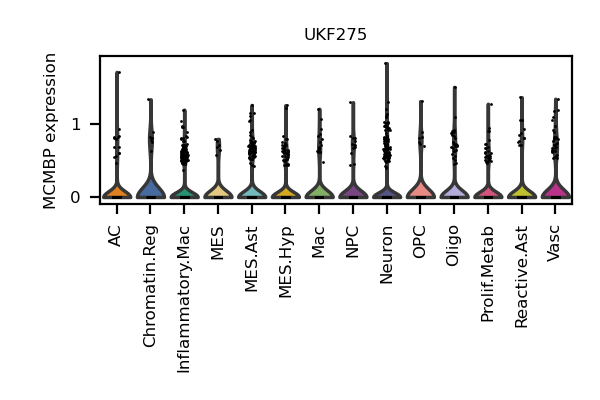 UKF275
MCMBP expression
1
0
AC
Chromatin.Reg
Inflammatory.Mac
MES
MES.Ast
MES.Hyp
Mac
NPC
Neuron
OPC
Oligo
Prolif.Metab
Reactive.Ast
Vasc